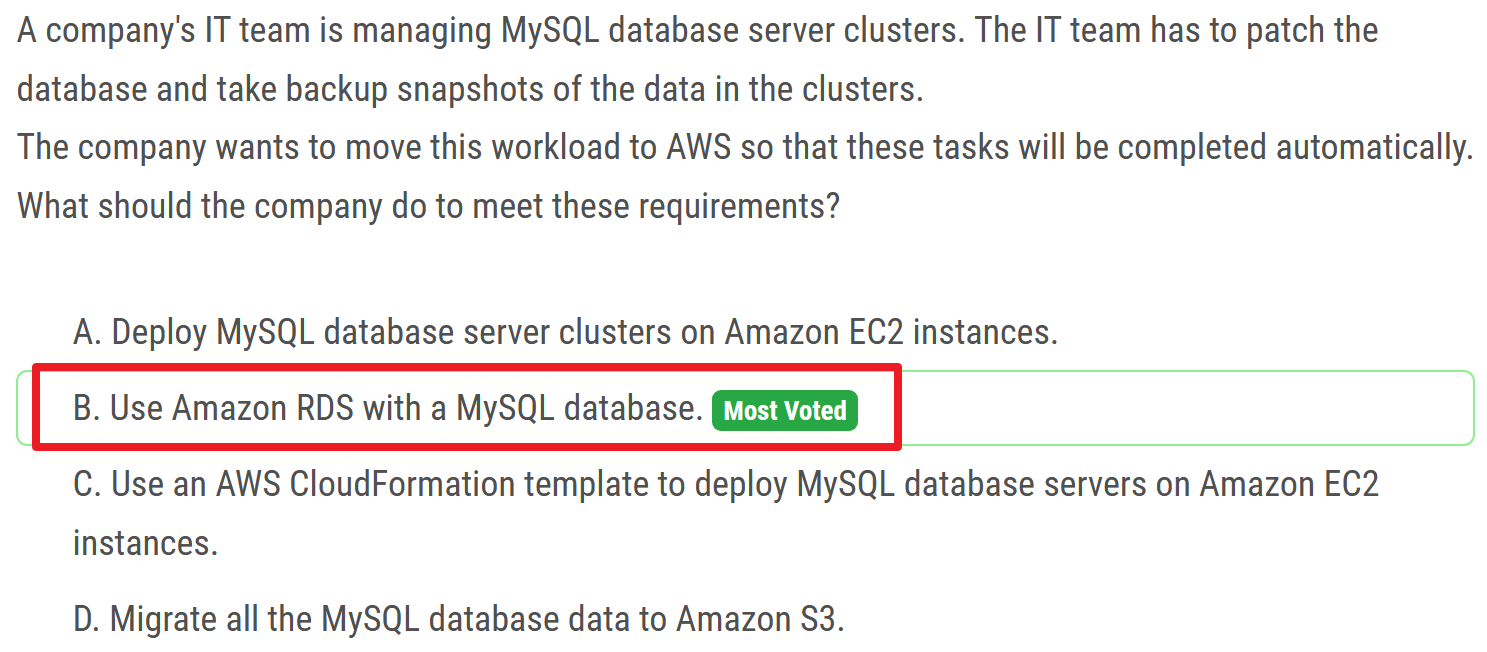 A company's IT team is managing MySQL database server clusters. The IT team has to patch the
database and take backup snapshots of the data in the clusters.
The company wants to move this workload to AWS so that these tasks will be completed automatically.
What should the company do to meet these requirements?
A. Deploy MySQL database server clusters on Amazon EC2 instances.
B. Use Amazon RDS with a MySQL database. Most Voted
C. Use an AWS CloudFormation template to deploy MySQL database servers on Amazon EC2
instances.
D. Migrate all the MySQL database data to Amazon S3.